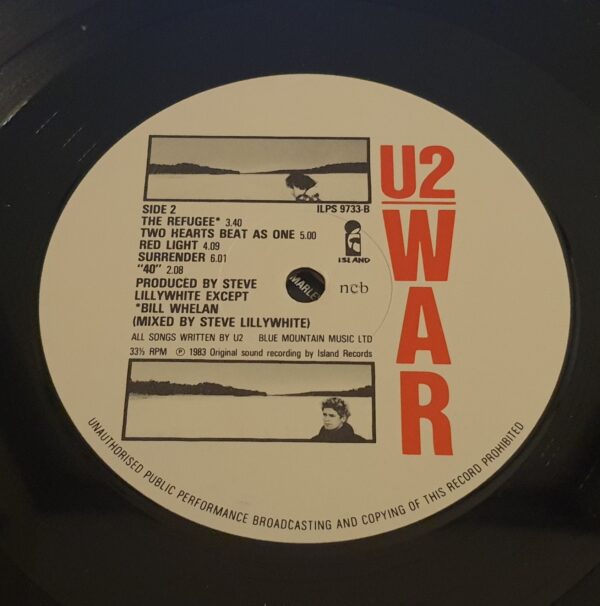 U2
WAR
SIDE 2 ILPS 9733-B
THE REFUGEE* 3.40
TWO HEARTS BEAT AS ONE 5.00
RED LIGHT 4.09
SURRENDER 6.01
"40" 2.08
PRODUCED BY STEVE
LILLYWHITE EXCEPT
*BILL WHELAN
(MIXED BY STEVE LILLYWHITE)
ISLAND
ncb
MARLE
ALL SONGS WRITTEN BY U2 BLUE MOUNTAIN MUSIC LTD
33⅓ RPM ℗ 1983 Original sound recording by Island Records
UNAUTHORISED PUBLIC PERFORMANCE BROADCASTING AND COPYING OF THIS RECORD PROHIBITED